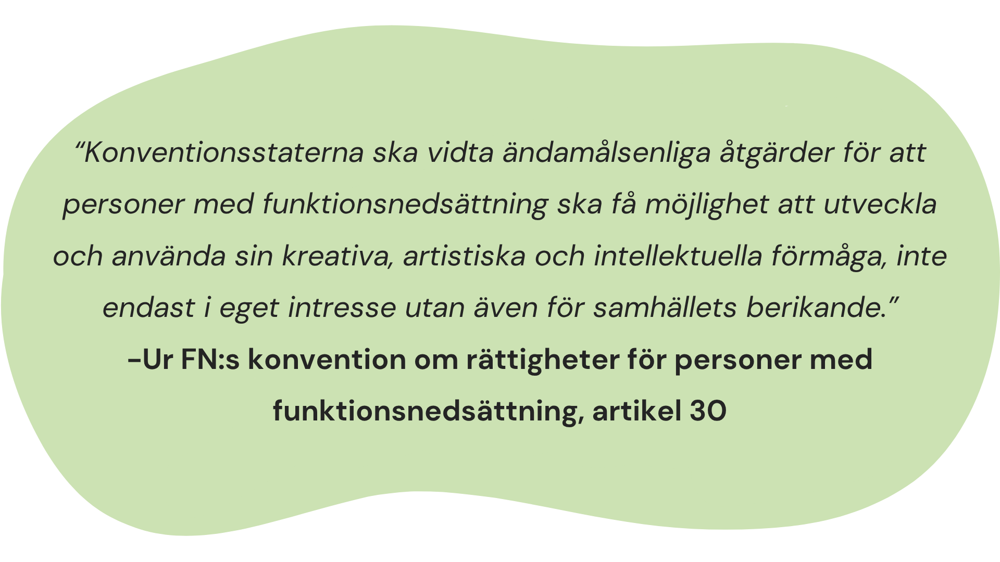 “Konventionsstaterna ska vidta ändamålsenliga åtgärder för att
personer med funktionsnedsättning ska få möjlighet att utveckla
och använda sin kreativa, artistiska och intellektuella förmåga, inte
endast i eget intresse utan även för samhällets berikande.”
-Ur FN:s konvention om rättigheter för personer med
funktionsnedsättning, artikel 30